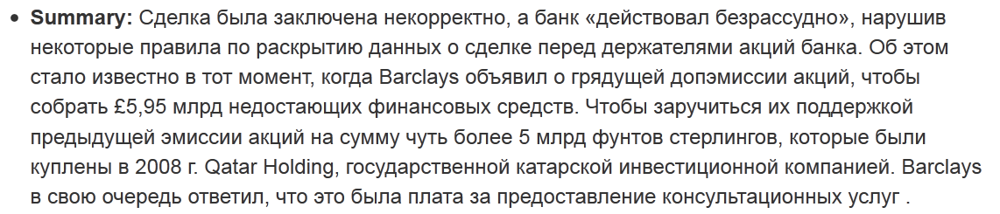 • Summary: Сделка была заключена некорректно, а банк «действовал безрассудно», нарушив
некоторые правила по раскрытию данных о сделке перед держателями акций банка. Об этом
стало известно в тот момент, когда Barclays объявил о грядущей допэмиссии акций, чтобы
собрать £5,95 млрд недостающих финансовых средств. Чтобы заручиться их поддержкой
предыдущей эмиссии акций на сумму чуть более 5 млрд фунтов стерлингов, которые были
куплены в 2008 г. Qatar Holding, государственной катарской инвестиционной компанией. Barclays
в свою очередь ответил, что это была плата за предоставление консультационных услуг .